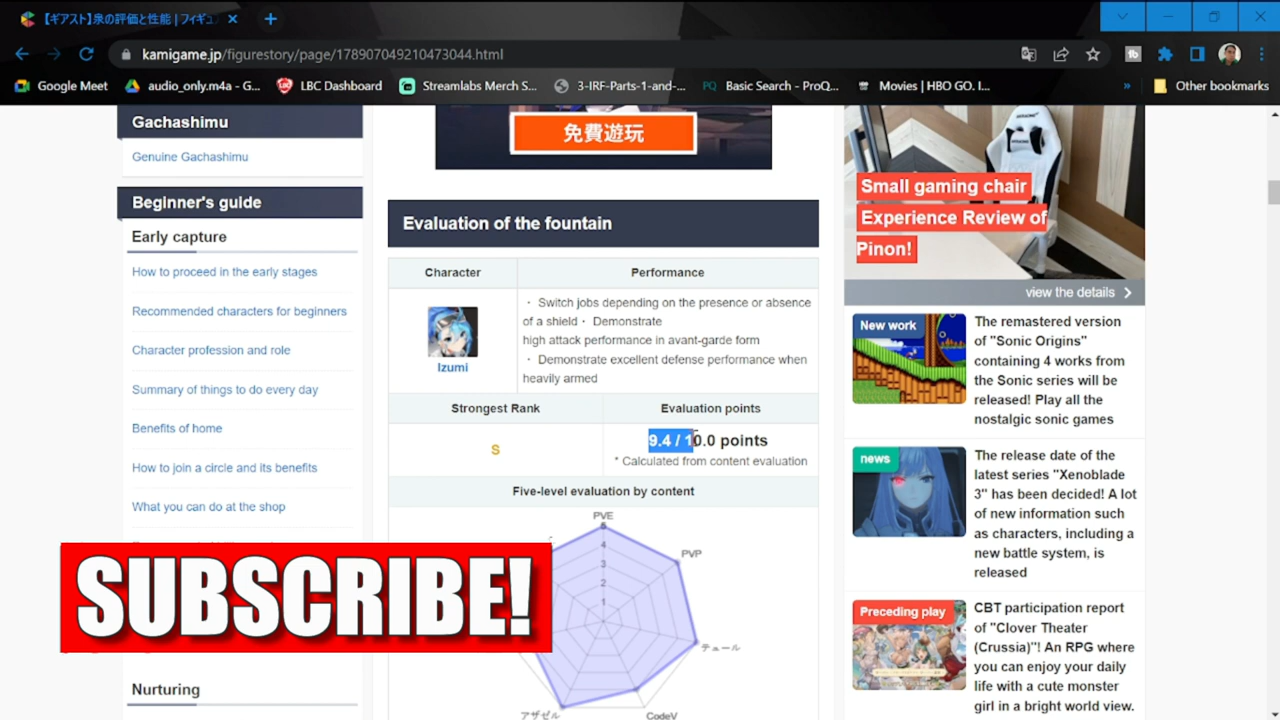 【ギアスト】泉の評価と性能 | フィギュ
kamigame.jp/figurestory/page/178907049210473044.html
Google Meet
audio_only.m4a - G...
LBC Dashboard
Streamlabs Merch S...
3-IRF-Parts-1-and-...
PQ
Basic Search - ProQ...
Movies | HBO GO. I...
»
Other bookmarks
Gachashimu
Genuine Gachashimu
Beginner's guide
Early capture
How to proceed in the early stages
Recommended characters for beginners
Character profession and role
Summary of things to do every day
Benefits of home
How to join a circle and its benefits
What you can do at the shop
SUBSCRIBE!
Nurturing
免費遊玩
Evaluation of the fountain
Character
Performance
Izumi
・ Switch jobs depending on the presence or absence
of a shield・ Demonstrate
high attack performance in avant-garde form
・ Demonstrate excellent defense performance when
heavily armed
Strongest Rank
Evaluation points
S
9.4 / 10.0 points
* Calculated from content evaluation
Five-level evaluation by content
PVE
5
4
3
2
1
PVP
テュール
CodeV
アザゼル
Small gaming chair
Experience Review of
Pinon!
view the details
New work
The remastered version
of "Sonic Origins"
containing 4 works from
the Sonic series will be
released! Play all the
nostalgic sonic games
news
The release date of the
latest series "Xenoblade
3" has been decided! A lot
of new information such
as characters, including a
new battle system, is
released
Preceding play
CBT participation report
of "Clover Theater
(Crussia)"! An RPG where
you can enjoy your daily
life with a cute monster
girl in a bright world view.